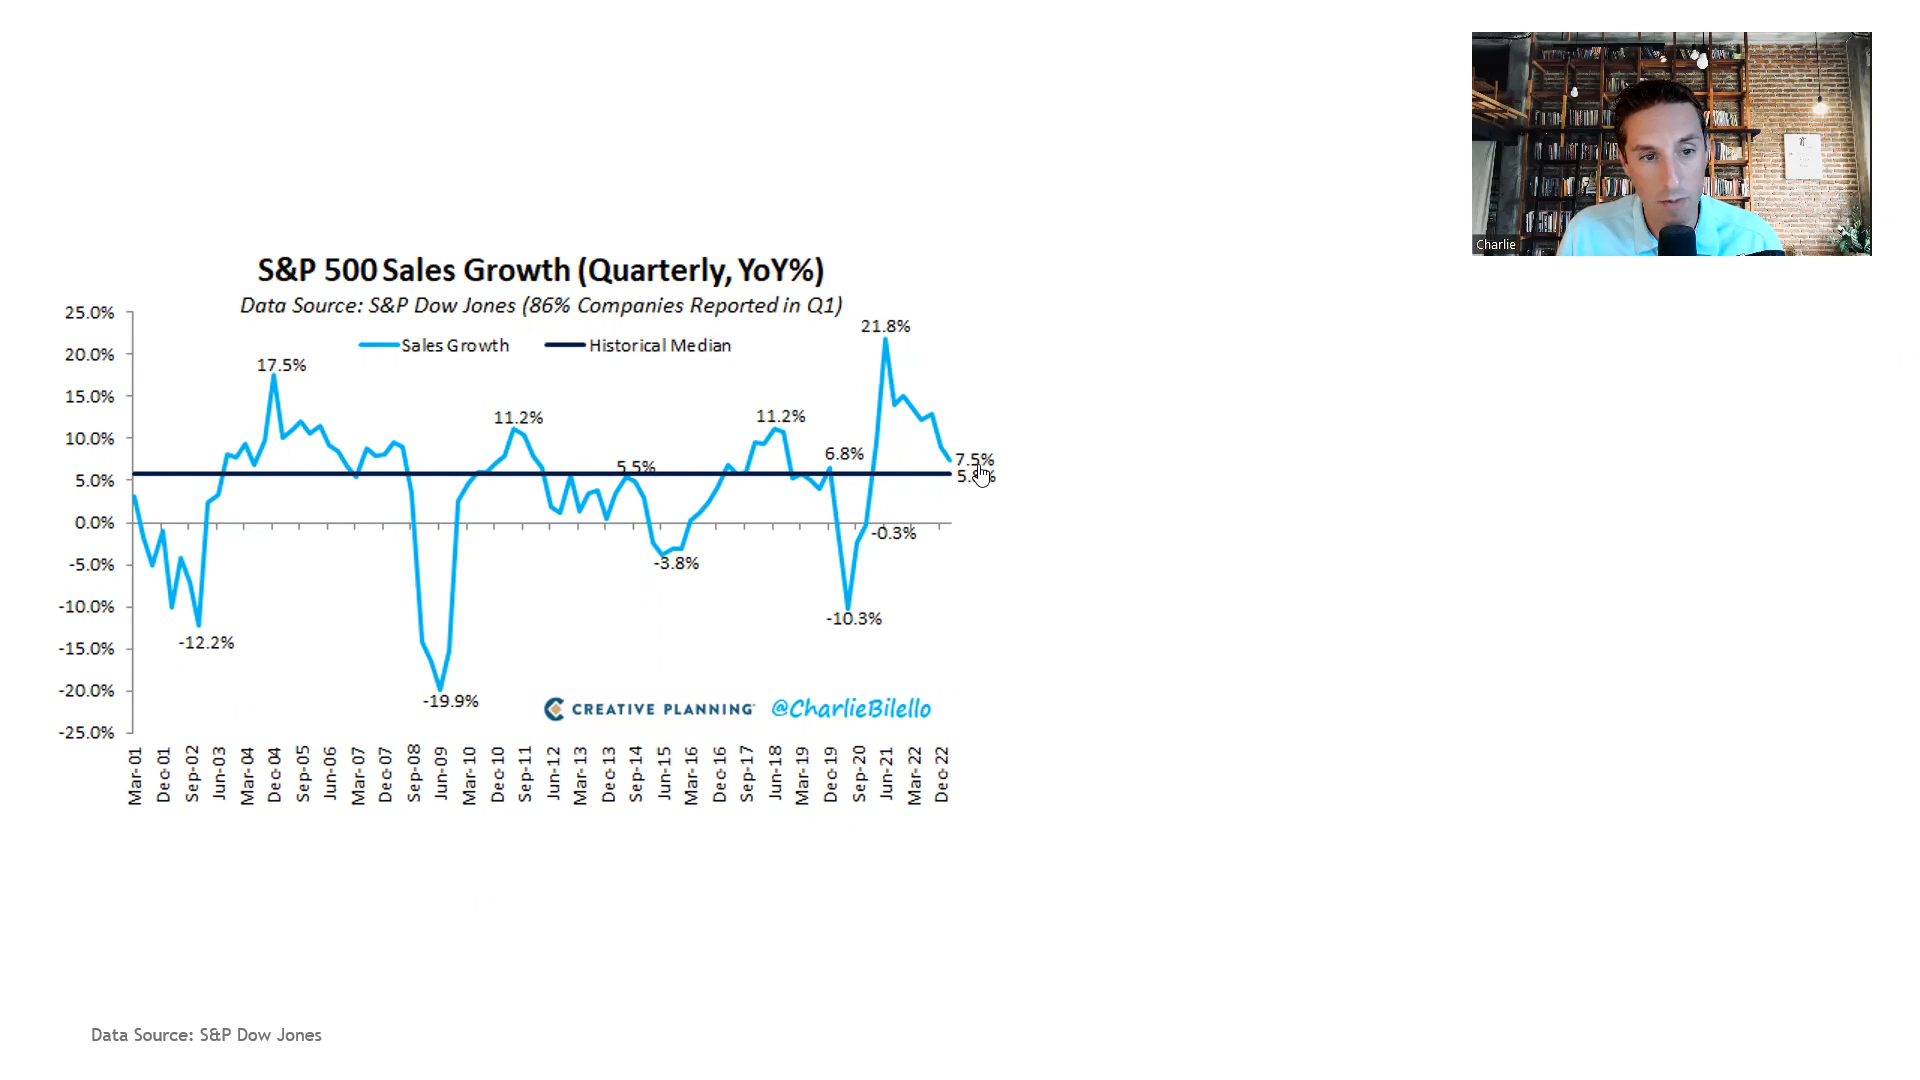 Charlie
S&P 500 Sales Growth (Quarterly, YoY%)
Data Source: S&P Dow Jones (86% Companies Reported in Q1)
Sales Growth
Historical Median
25.0%
20.0%
15.0%
10.0%
5.0%
0.0%
-5.0%
-10.0%
-15.0%
-20.0%
-25.0%
-12.2%
17.5%
-19.9%
11.2%
5.5%
-3.8%
11.2%
6.8%
-10.3%
-0.3%
21.8%
7.5%
CREATIVE PLANNING
@CharlieBilello
Mar-01
Dec-01
Sep-02
Jun-03
Mar-04
Dec-04
Sep-05
Jun-06
Mar-07
Dec-07
Sep-08
Jun-09
Mar-10
Dec-10
Sep-11
Jun-12
Mar-13
Dec-13
Sep-14
Jun-15
Mar-16
Dec-16
Sep-17
Jun-18
Mar-19
Dec-19
Sep-20
Jun-21
Mar-22
Dec-22
Data Source: S&P Dow Jones